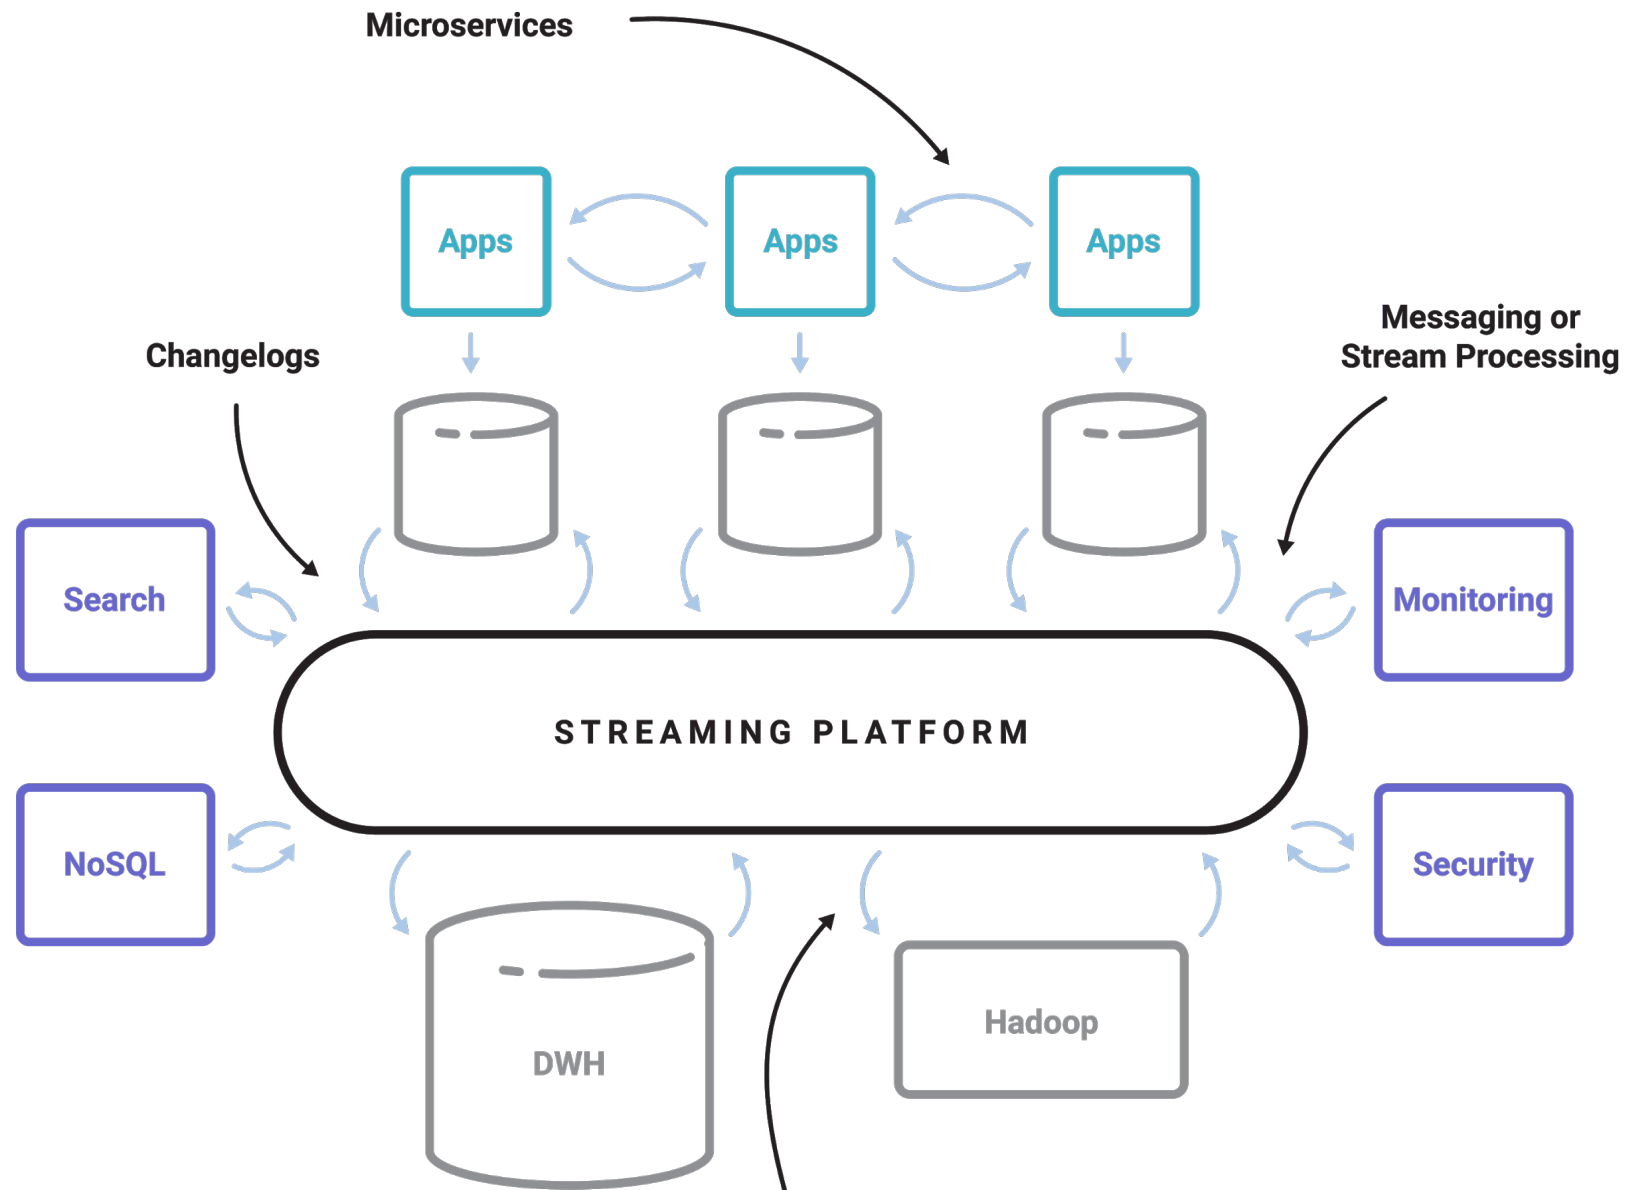 Microservices
Apps
Apps
Apps
Changelogs
Messaging or
Stream Processing
Search
Monitoring
STREAMING PLATFORM
NoSQL
Security
DWH
Hadoop